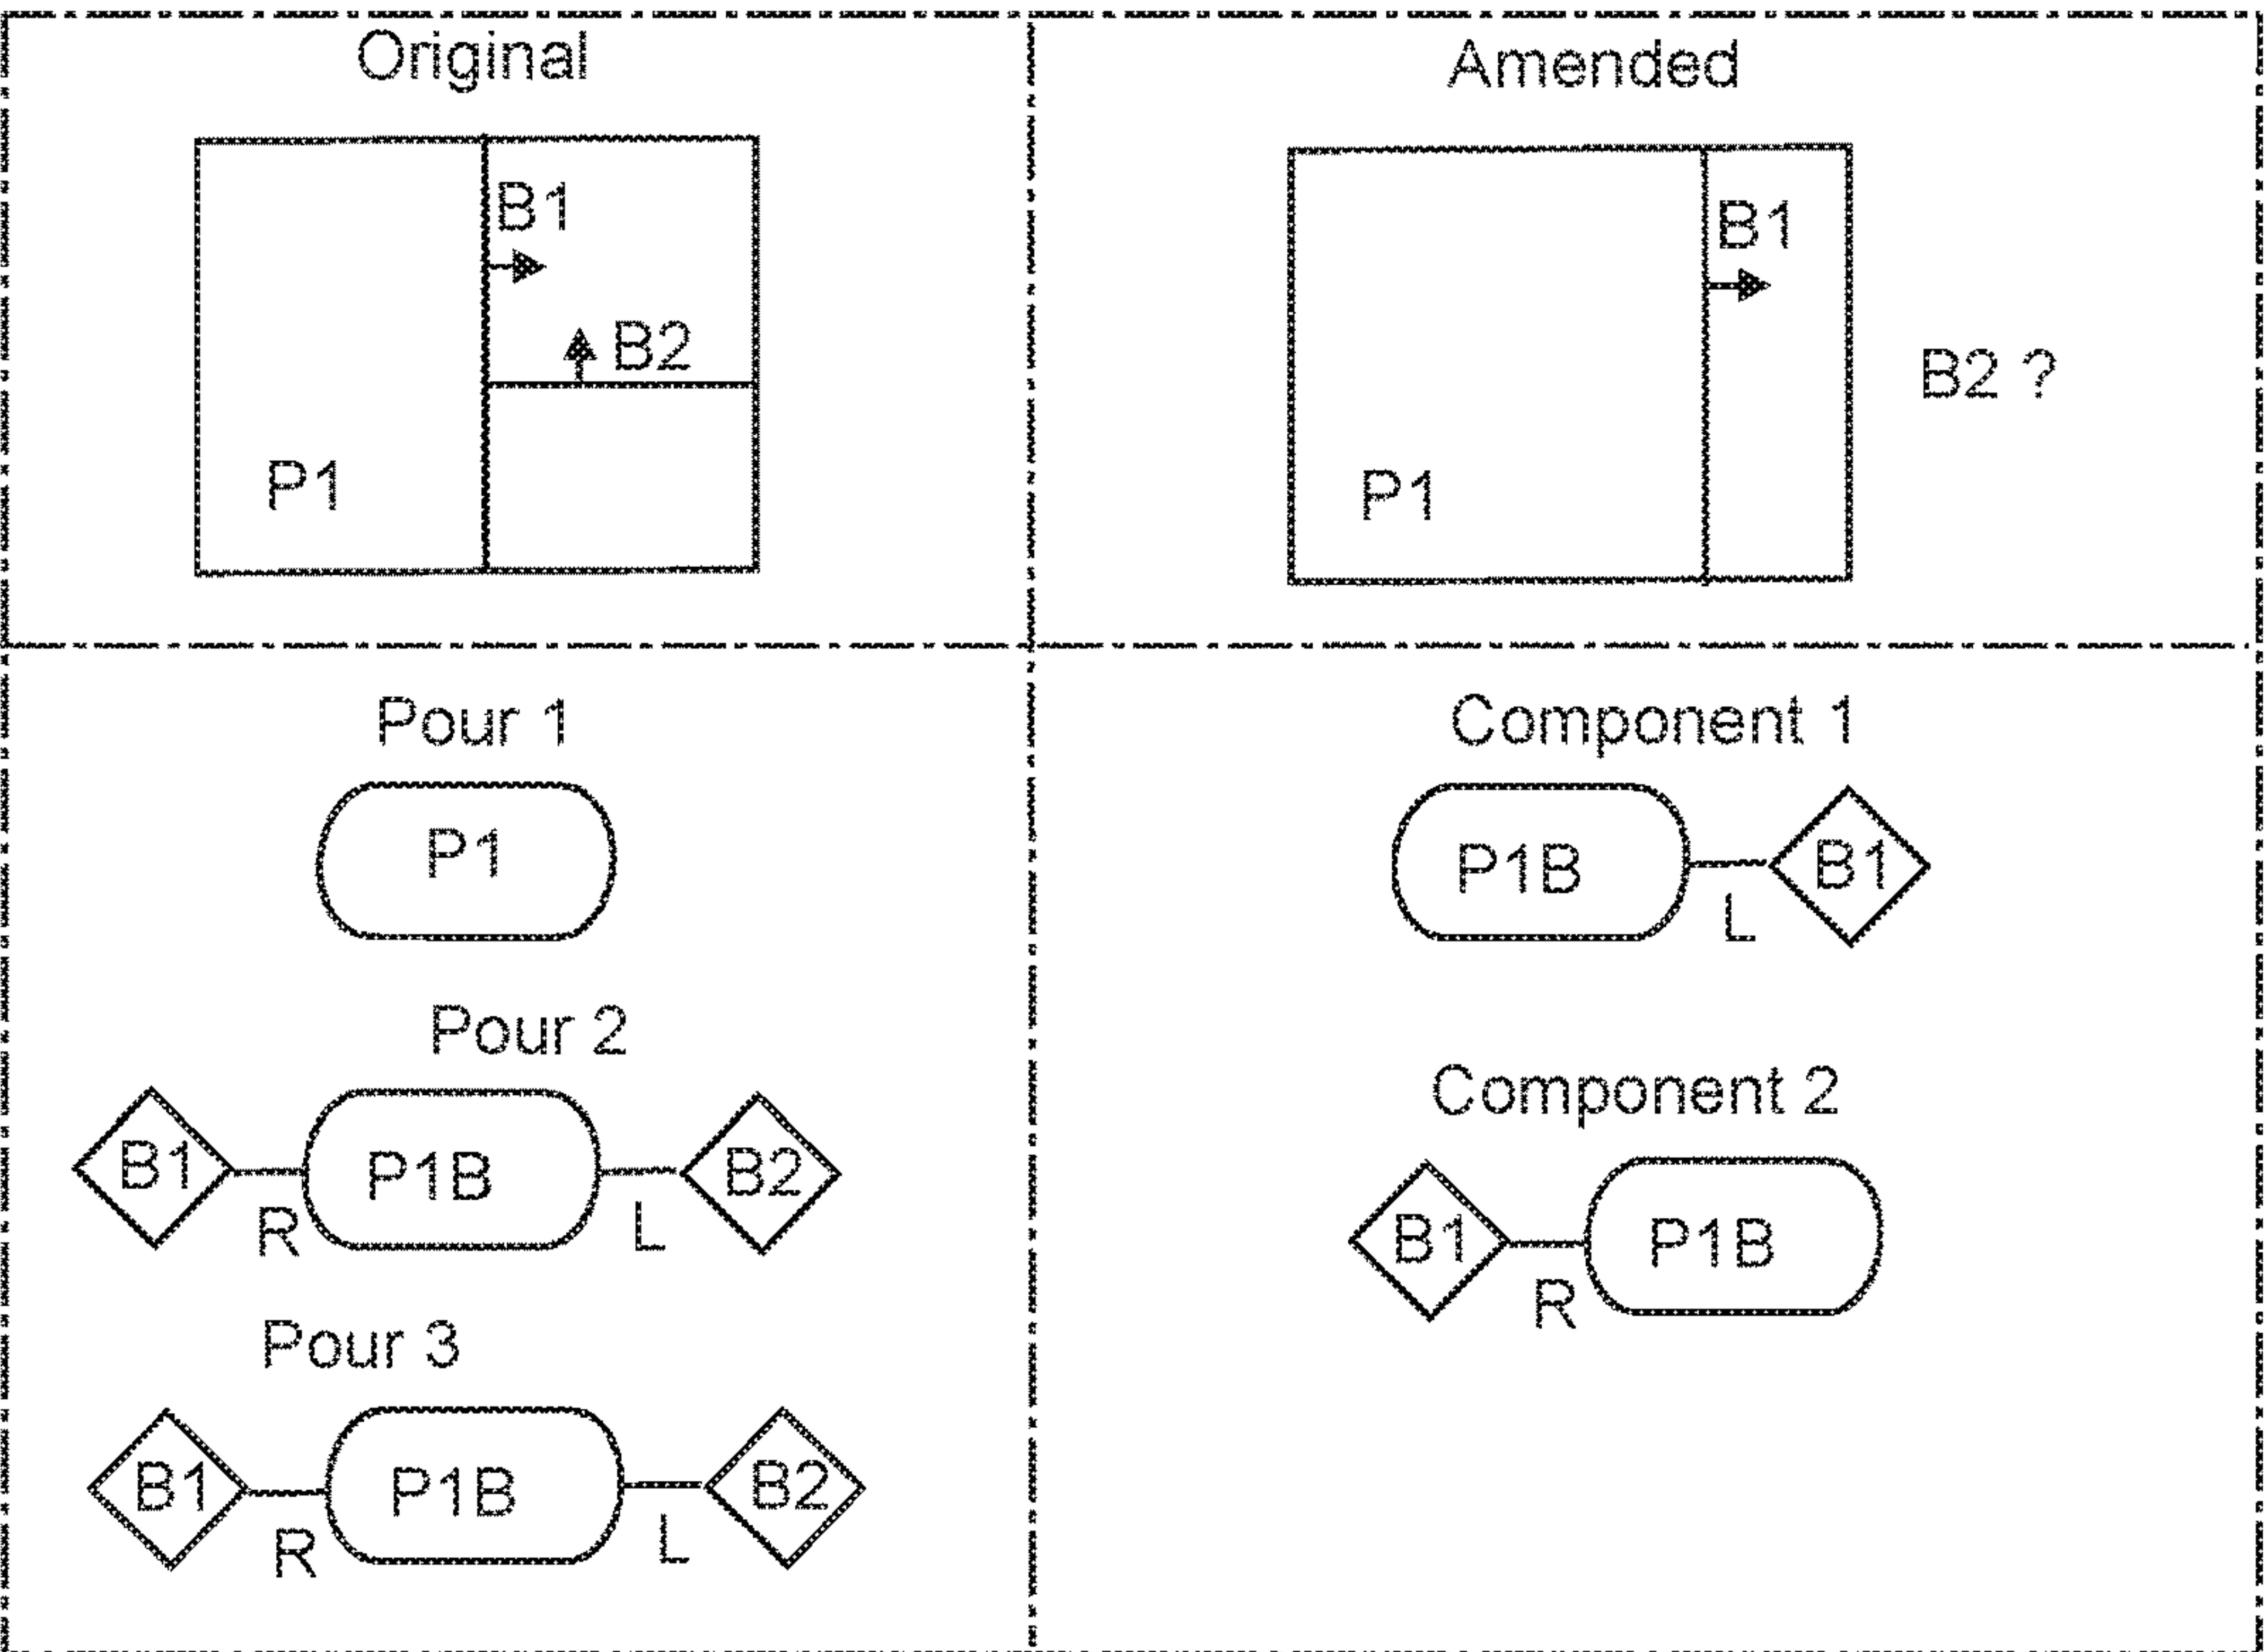 Original
B1
B2
P1
Amended
B1
B2 ?
P1
Pour 1
P1
Pour 2
B1
P1B
B2
R
L
Pour 3
B1
P1B
B2
R
L
Component 1
P1B
B1
L
Component 2
B1
P1B
R